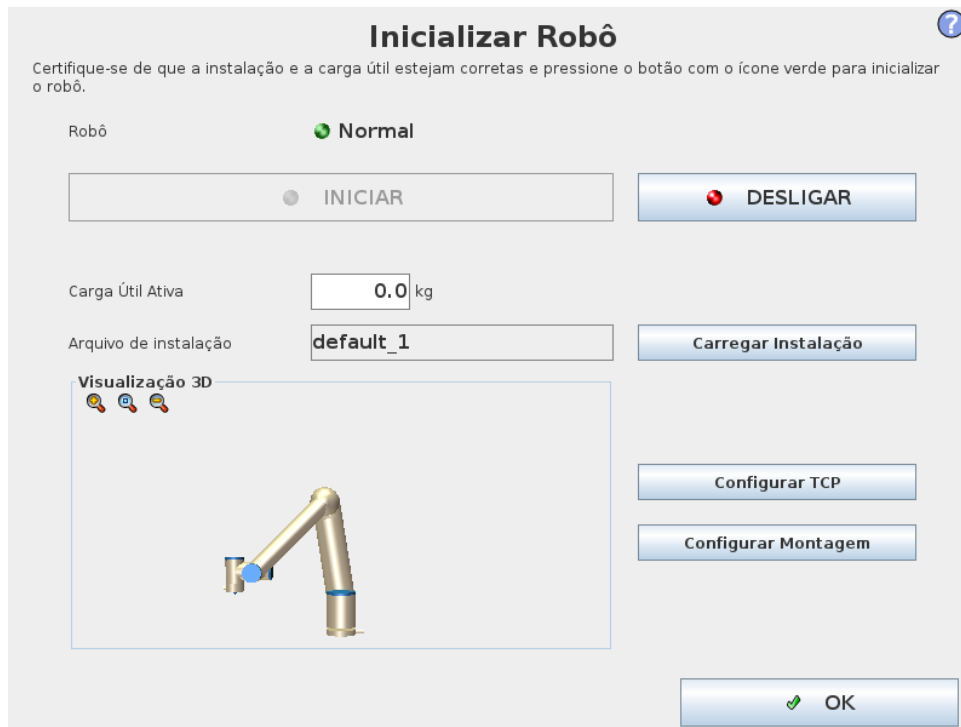 ?
Inicializar Robô
Certifique-se de que a instalação e a carga útil estejam corretas e pressione o botão com o ícone verde para inicializar
o robô.
Robô
Normal
INICIAR
DESLIGAR
Carga Útil Ativa
0.0 kg
Arquivo de instalação
default_1
Carregar Instalação
Visualização 3D
Configurar TCP
Configurar Montagem
OK